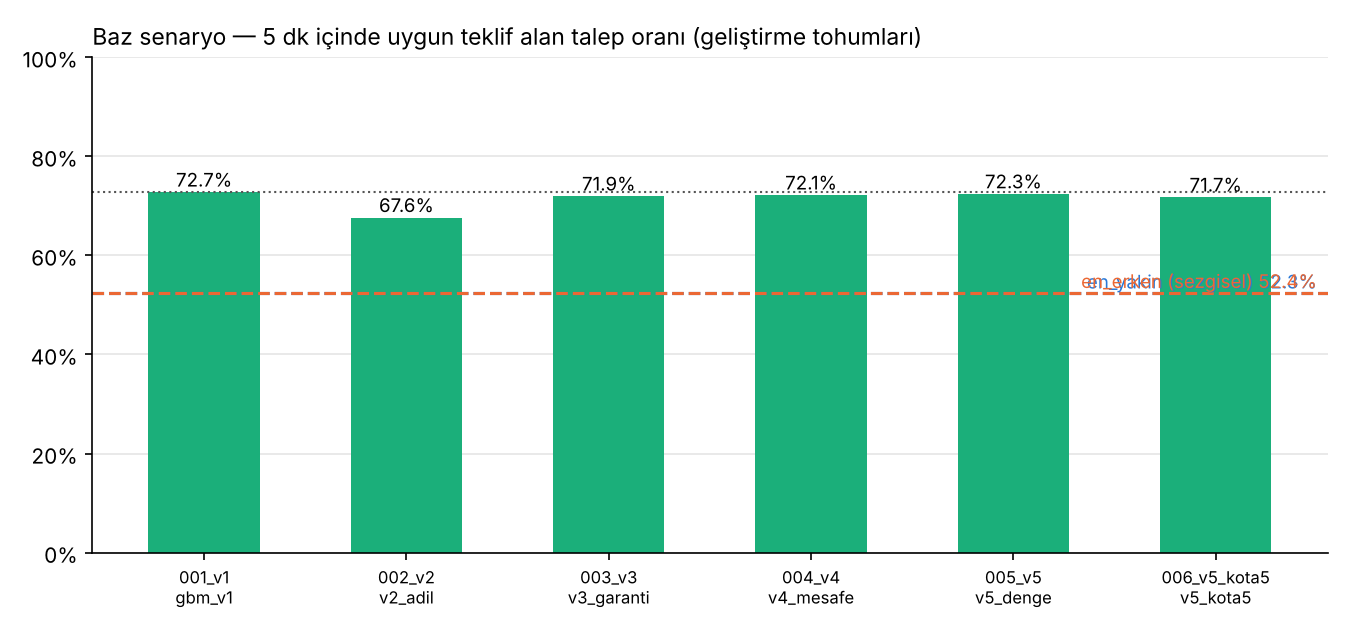 Baz senaryo — 5 dk içinde uygun teklif alan talep oranı (geliştirme tohumları)
100%
80%
60%
40%
20%
0%
72.7%
67.6%
71.9%
72.1%
72.3%
71.7%
(sezgisel)
001_v1
gbm_v1
002_v2
v2_adil
003_v3
v3_garanti
004_v4
v4_mesafe
005_v5
v5_denge
006_v5_kota5
v5_kota5